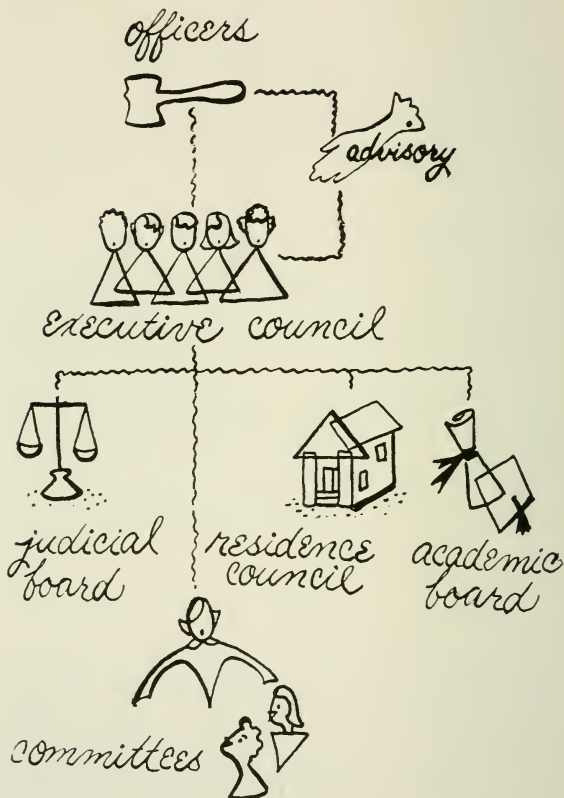 officers
advisory
executive council
judicial
board
residence
council
academic
board
committees